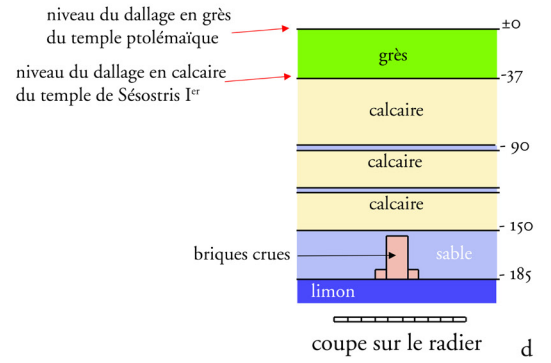 niveau du dallage en grès
du temple ptolémaïque
±0
grès
niveau du dallage en calcaire
du temple de Sésostris Ier
-37
calcaire
- 90
calcaire
calcaire
- 150
briques crues
sable
- 185
limon
coupe sur le radier
d